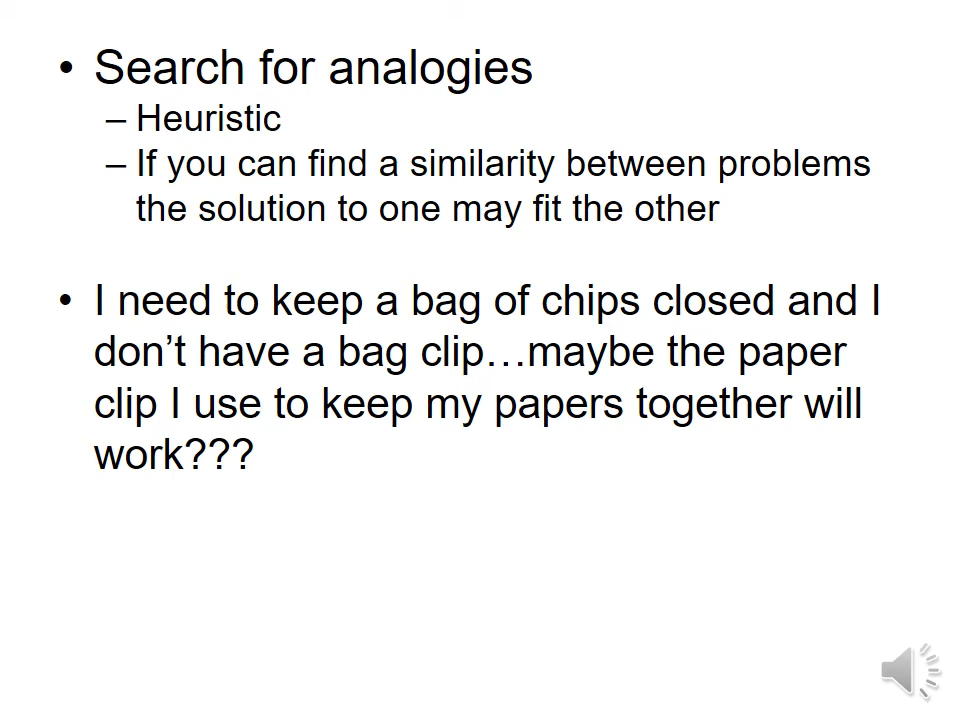 • Search for analogies
– Heuristic
– If you can find a similarity between problems
the solution to one may fit the other
• I need to keep a bag of chips closed and I
don’t have a bag clip…maybe the paper
clip I use to keep my papers together will
work???